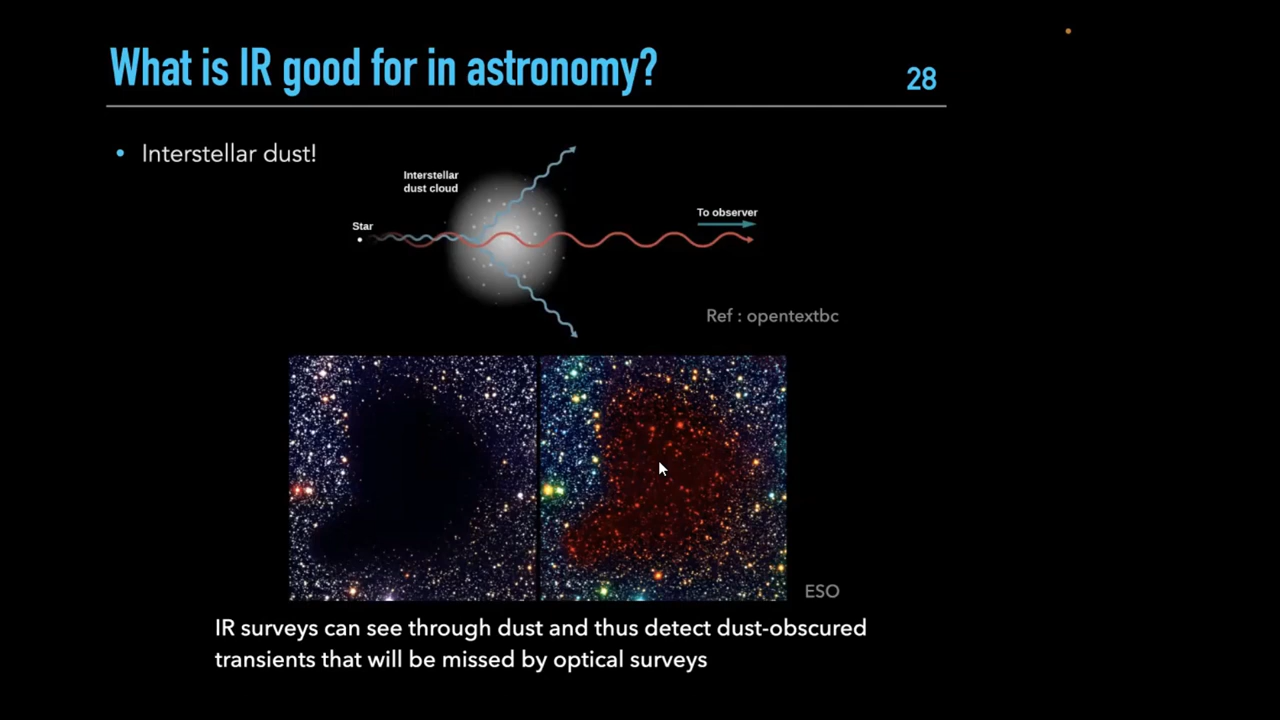 What is IR good for in astronomy?
28
• Interstellar dust!
Interstellar
dust cloud
Star
To observer
Ref : opentextbc
ESO
IR surveys can see through dust and thus detect dust-obscured
transients that will be missed by optical surveys